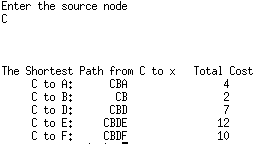 Enter the source node
C
The Shortest Path from C to x Total Cost
C to A: CBA 4
C to B: CB 2
C to D: CBD 7
C to E: CBDE 12
C to F: CBDF 10